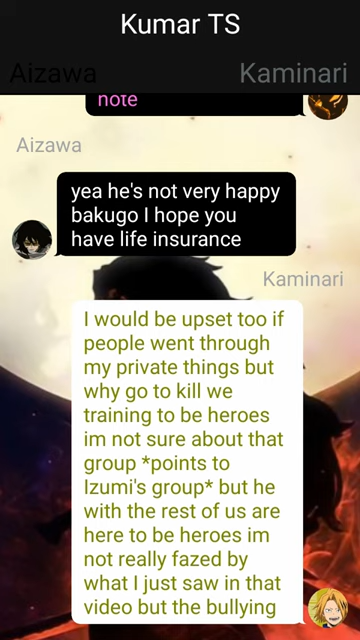 Kumar TS
Aizawa
Kaminari
note
Aizawa
yea he's not very happy
bakugo I hope you
have life insurance
Kaminari
I would be upset too if
people went through
my private things but
why go to kill we
training to be heroes
im not sure about that
group *points to
Izumi's group* but he
with the rest of us are
here to be heroes im
not really fazed by
what I just saw in that
video but the bullying